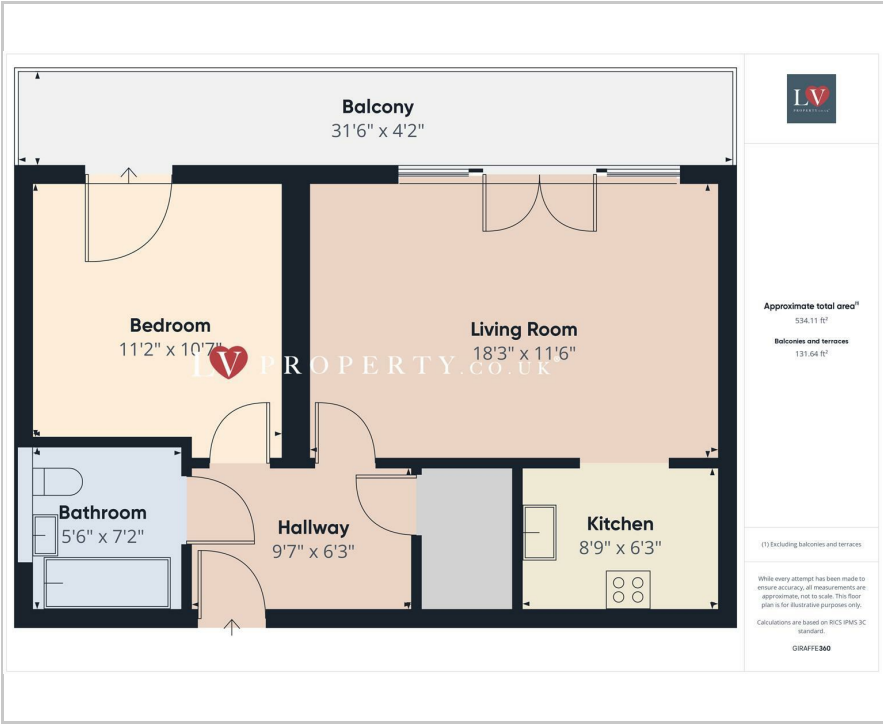 Balcony
31'6" x 4'2"
Bedroom
11'2" x 10'7"
Living Room
18'3" x 11'6"
LV PROPERTY.CO.UK
Bathroom
5'6" x 7'2"
Hallway
9'7" x 6'3"
Kitchen
8'9" x 6'3"
LV
PROPERTY.CO.UK
Approximate total area(1)
534.11 ft²
Balconies and terraces
131.64 ft²
(1) Excluding balconies and terraces
While every attempt has been made to
ensure accuracy, all measurements are
approximate, not to scale. This floor
plan is for illustrative purposes only.
Calculations are based on RICS IPMS 3C
standard.
GIRAFFE360